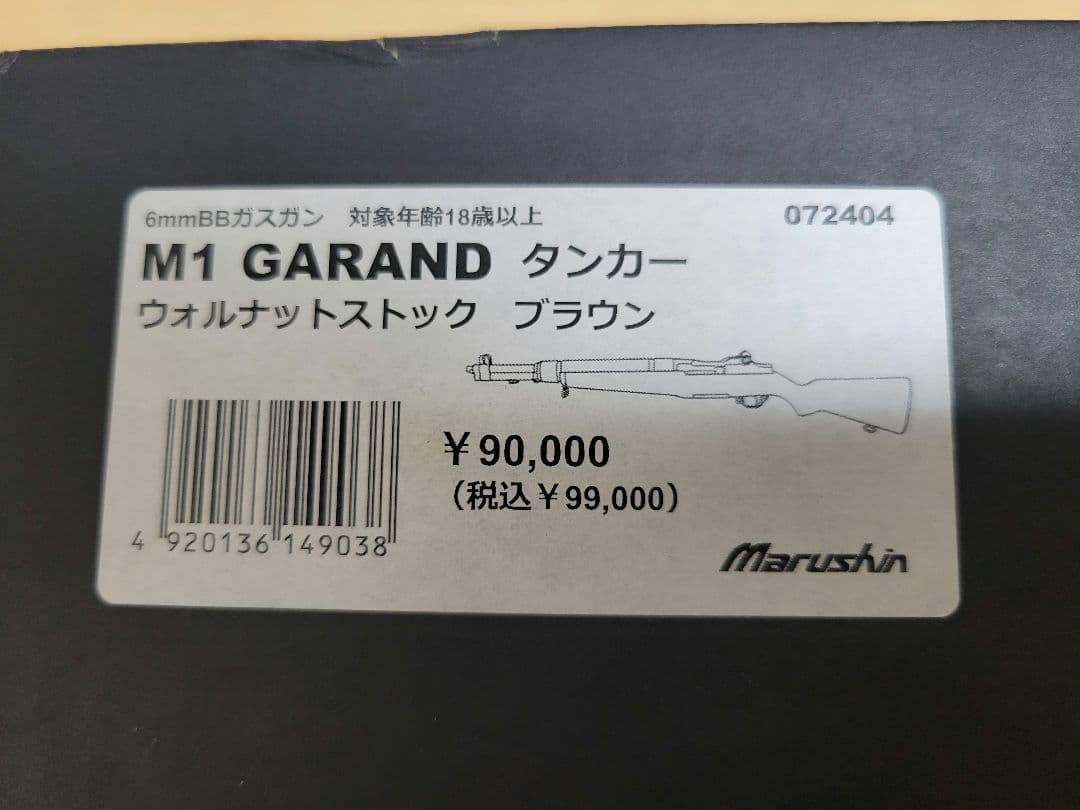 6mmBBガスガン　対象年齢18歳以上
072404
M1 GARAND タンカー
ウォルナットストック　ブラウン
￥90,000
（税込￥99,000）
4 920136 149038
Marushin